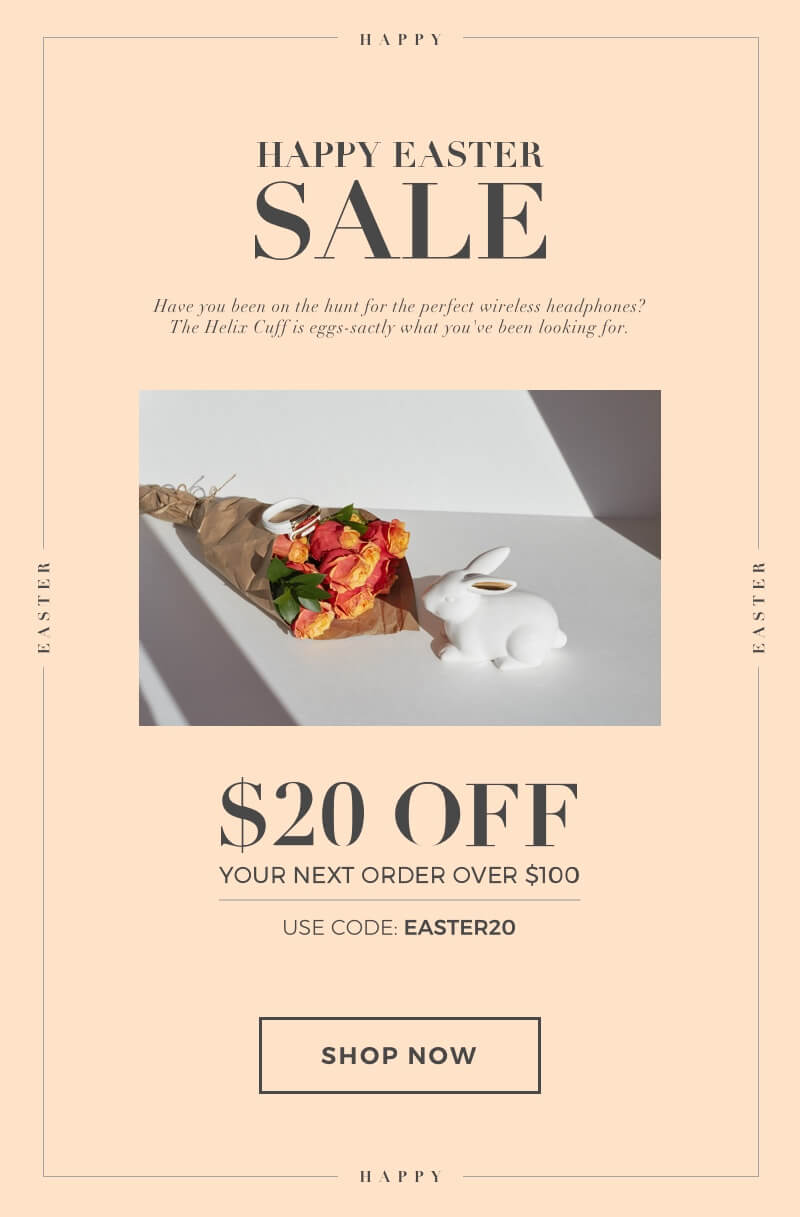 HAPPY
HAPPY EASTER
SALE
Have you been on the hunt for the perfect wireless headphones?
The Helix Cuff is eggs-sactly what you've been looking for.
EASTER
EASTER
$20 OFF
YOUR NEXT ORDER OVER $100
USE CODE: EASTER20
SHOP NOW
HAPPY